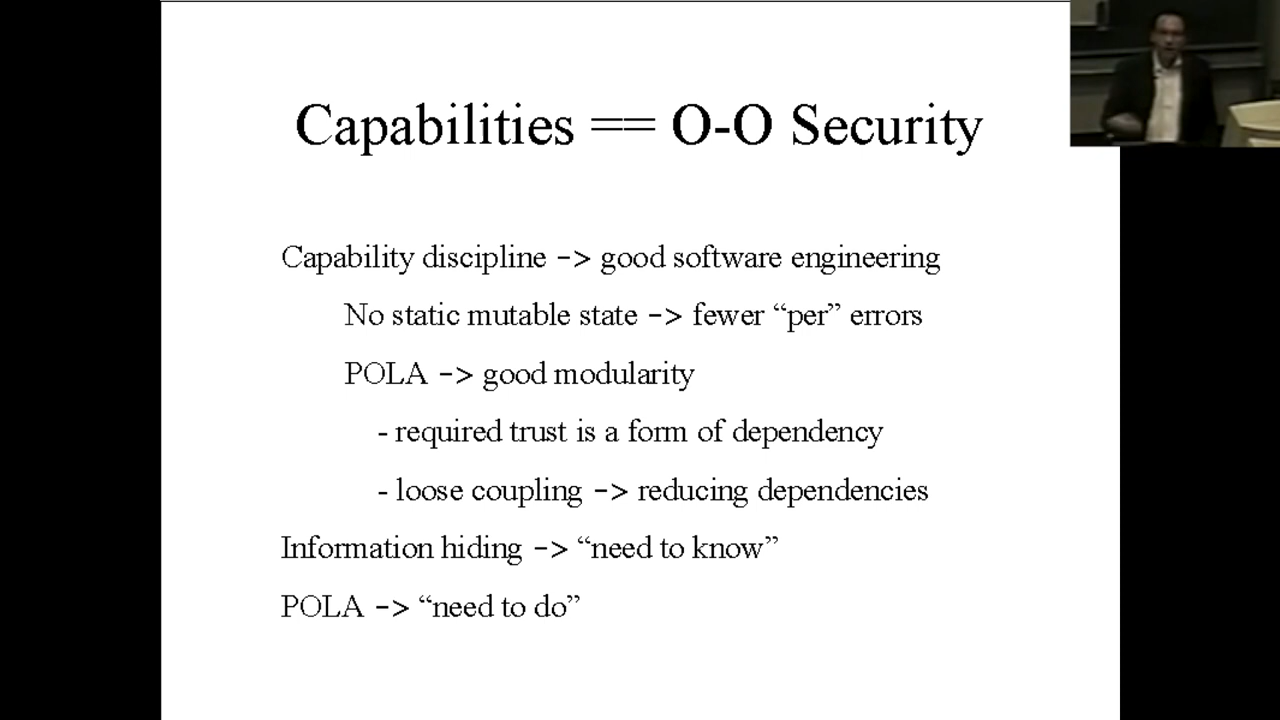 Capabilities == O-O Security
Capability discipline -> good software engineering
No static mutable state -> fewer “per” errors
POLA -> good modularity
- required trust is a form of dependency
- loose coupling -> reducing dependencies
Information hiding -> “need to know”
POLA -> “need to do”